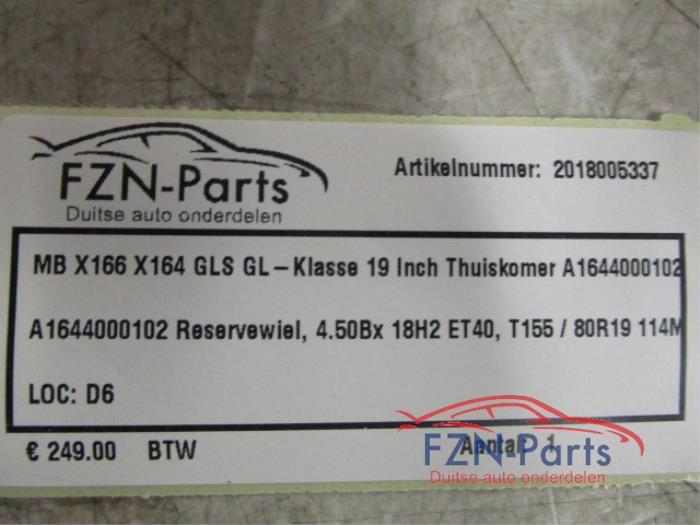 FZN-Parts
Duitse auto onderdelen
Artikelnummer: 2018005337
MB X166 X164 GLS GL-Klasse 19 Inch Thuiskomer A1644000102
A1644000102 Reservewiel, 4.50Bx 18H2 ET40, T155 / 80R19 114M
LOC: D6
€ 249.00 BTW
Aantal: 1
FZN-Parts
Duitse auto onderdelen